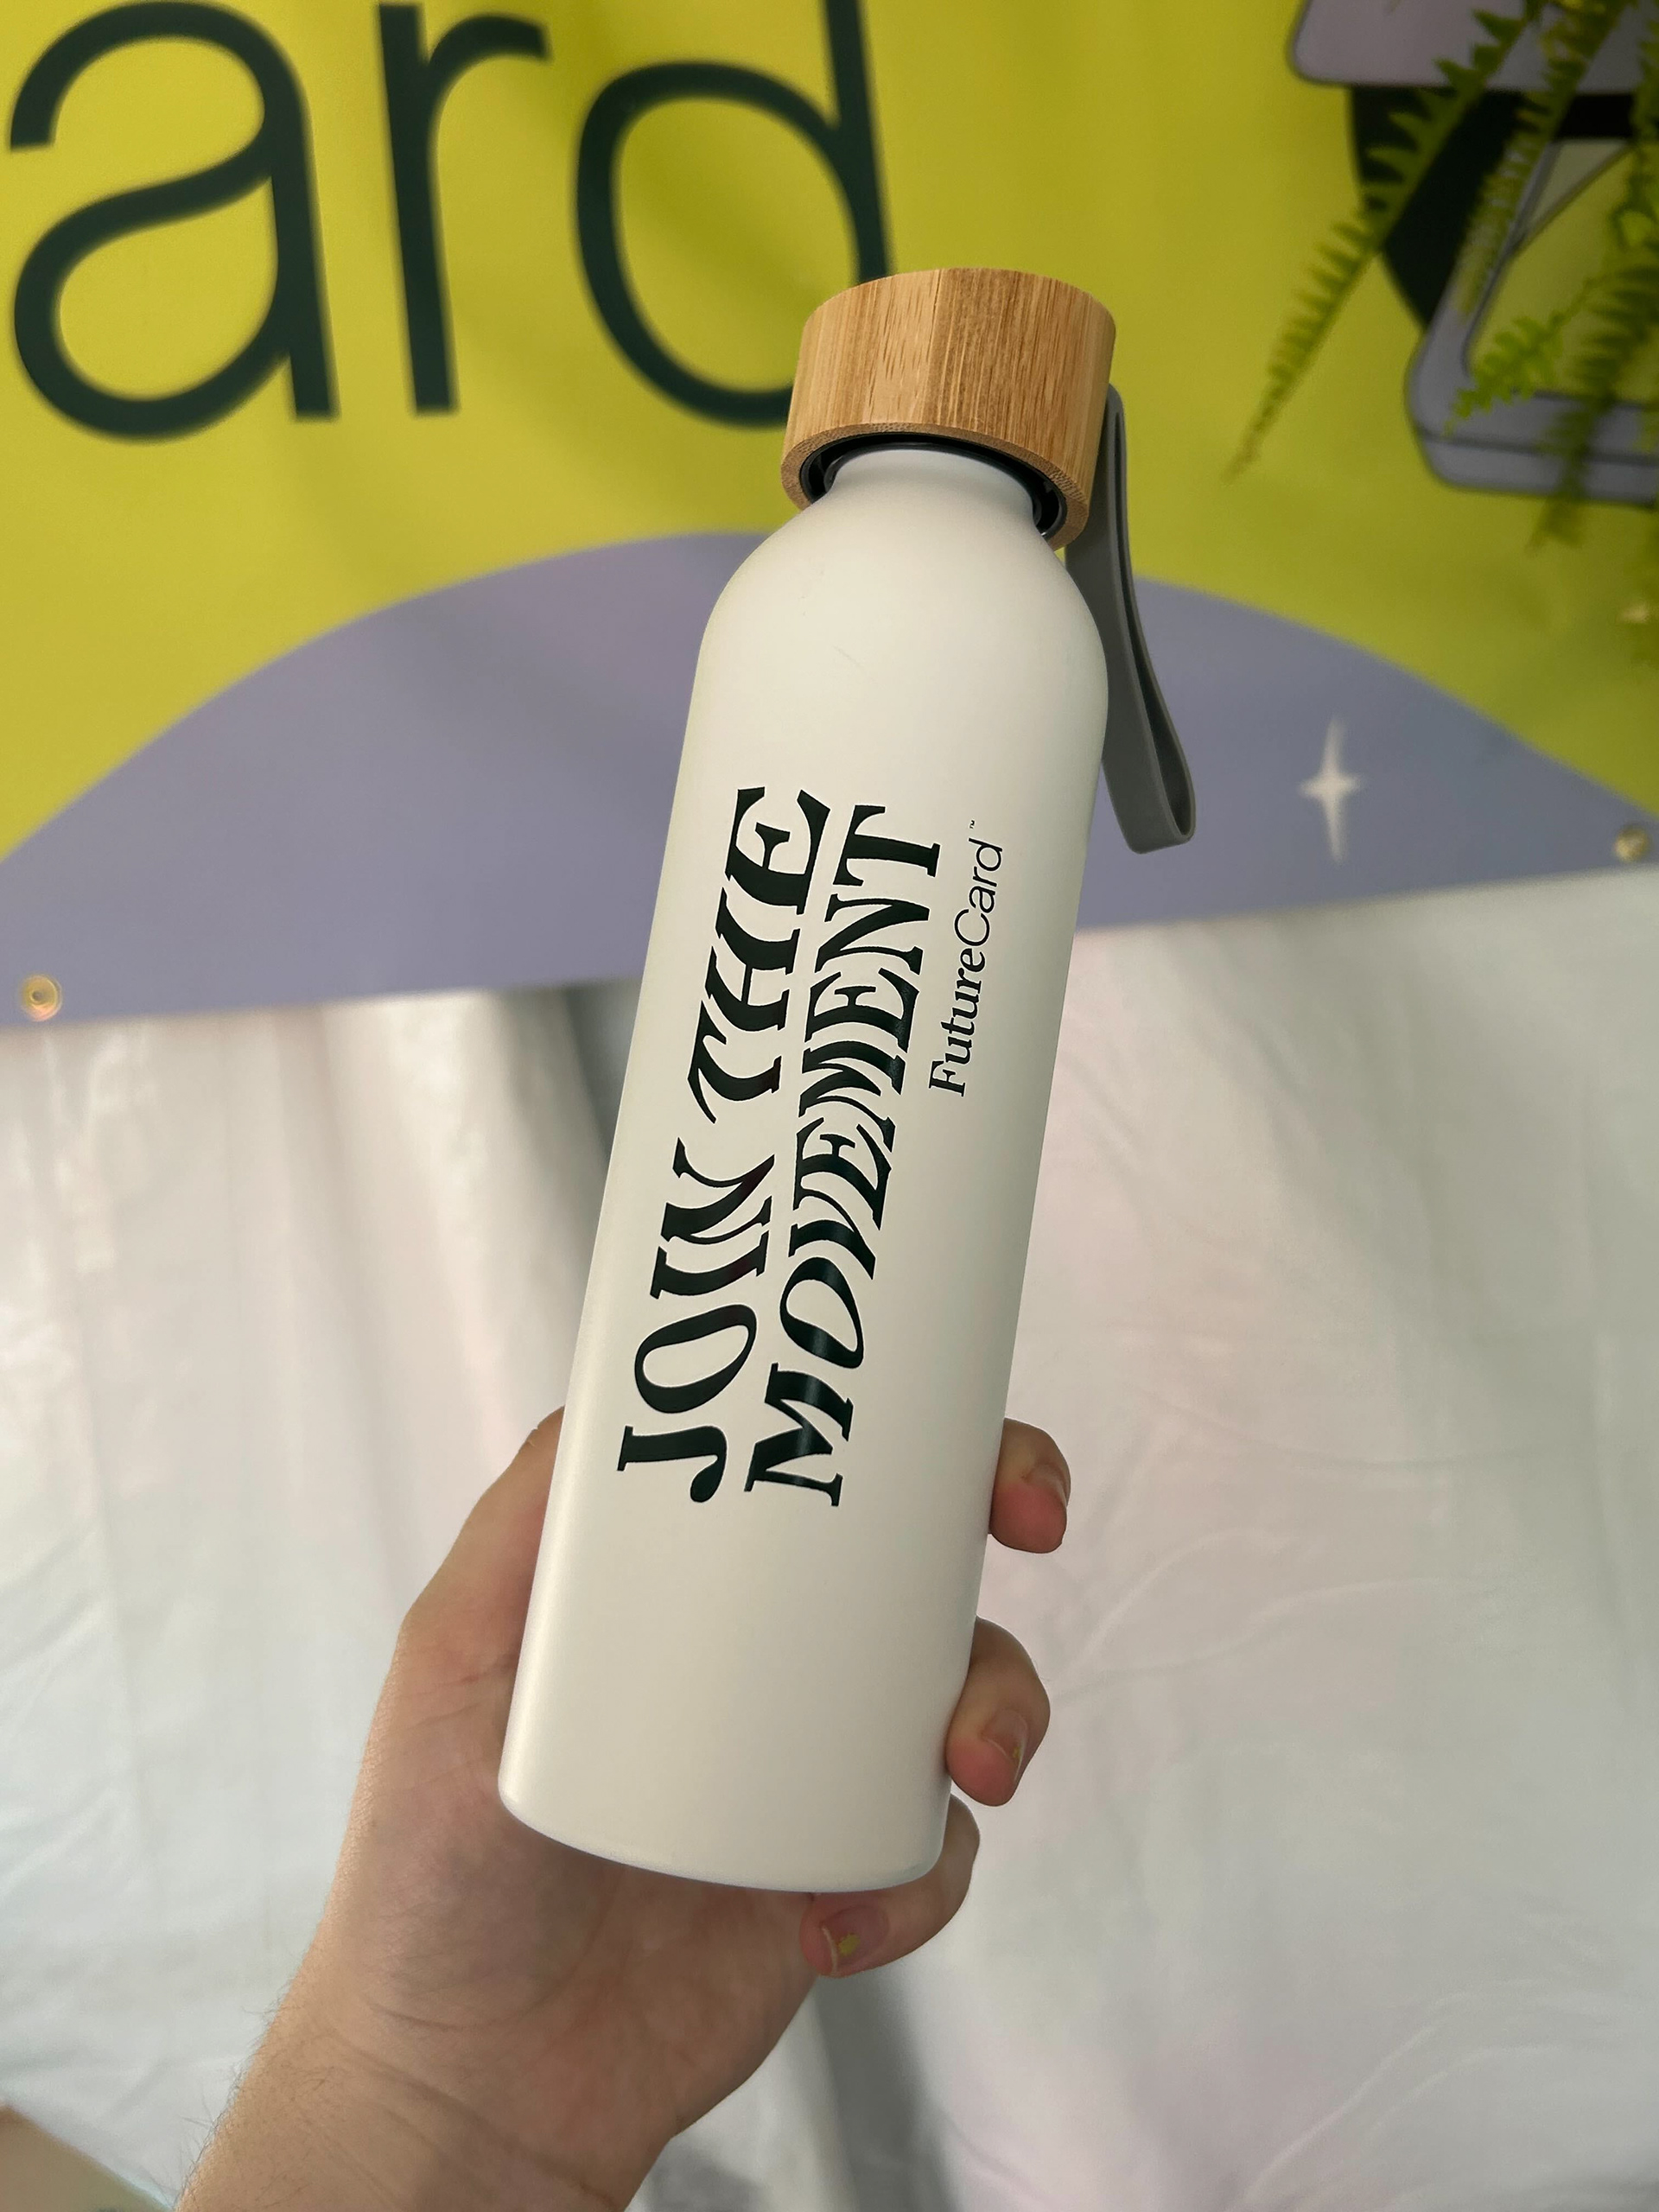 ard
JOIN THE
MOVEMENT
FutureCard™